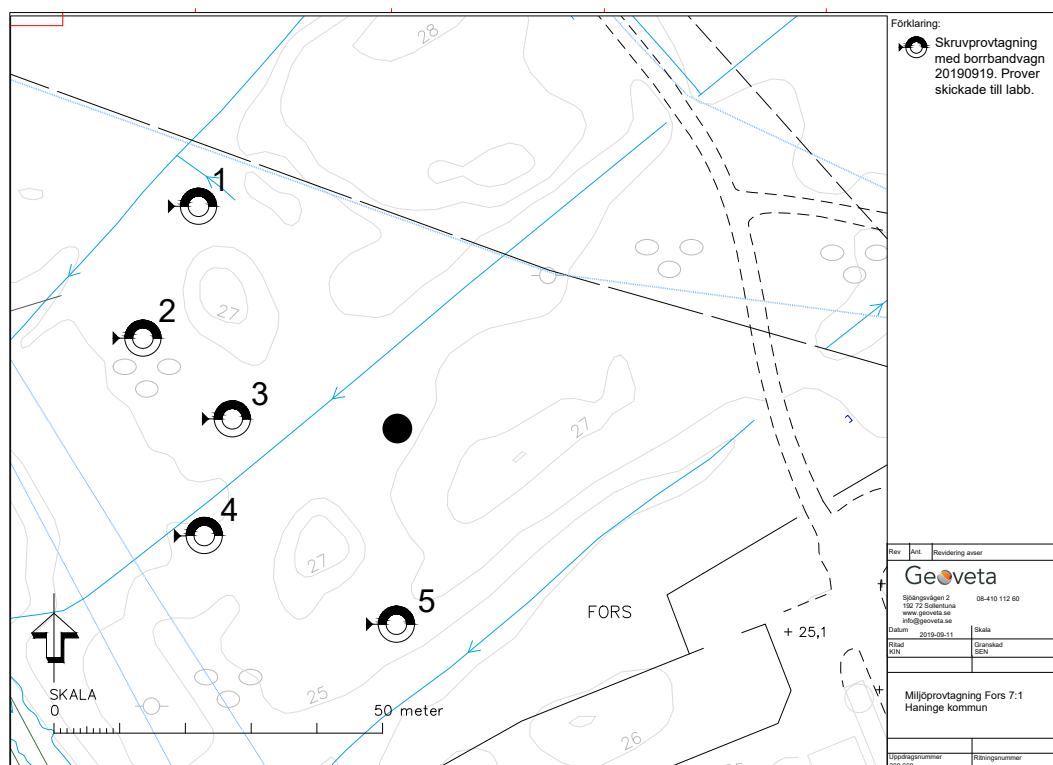 Förklaring:
Skruvprovtagning
med borrbandvagn
20190919. Prover
skickade till labb.
28
1
27
2
3
27
4
27
5
FORS
+ 25,1
25
26
SKALA
0
50 meter
Rev Ant. Revidering avser
Geoveta
Sjöängsvägen 2 08-410 112 60
192 72 Sollentuna
www.geoveta.se
info@geoveta.se
Datum 2019-09-11 Skala
Ritad Granskad
KIN SEN
Miljöprovtagning Fors 7:1
Haninge kommun
Uppdragsnummer Ritningsnummer